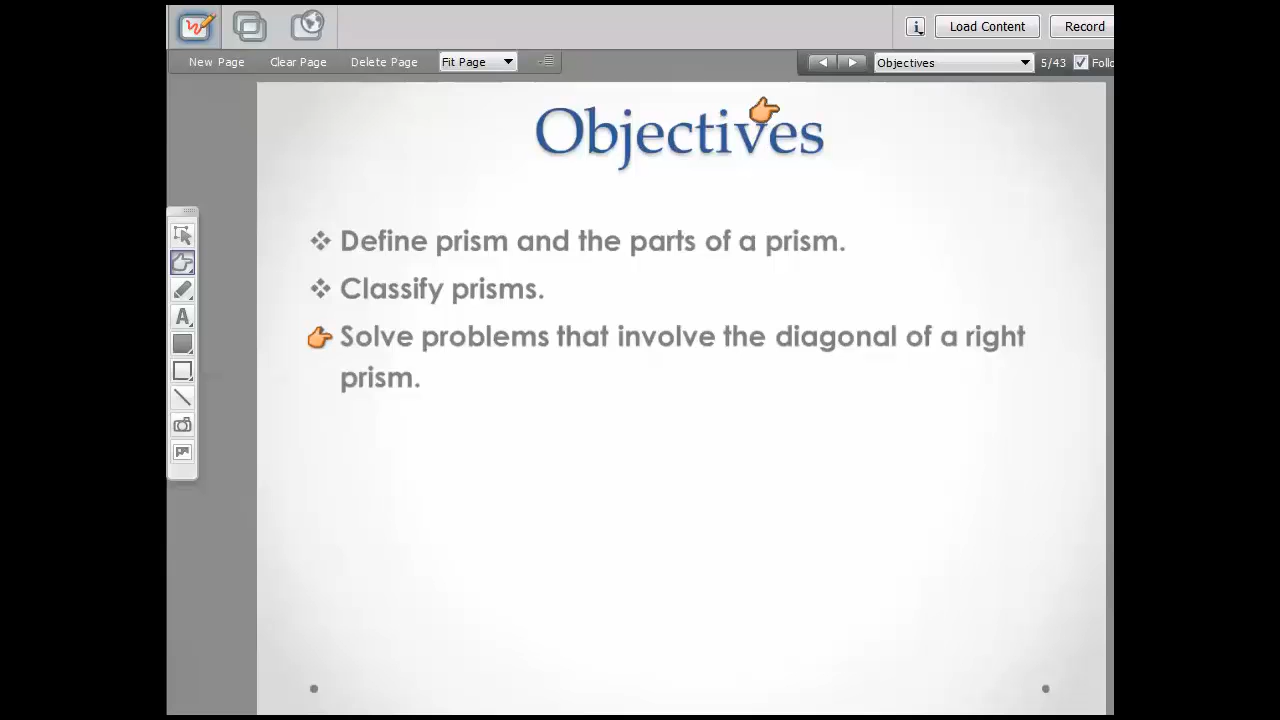 Load Content
Record
New Page
Clear Page
Delete Page
Fit Page
Objectives
5/43
Follo
Objectives
Define prism and the parts of a prism.
Classify prisms.
Solve problems that involve the diagonal of a right
prism.